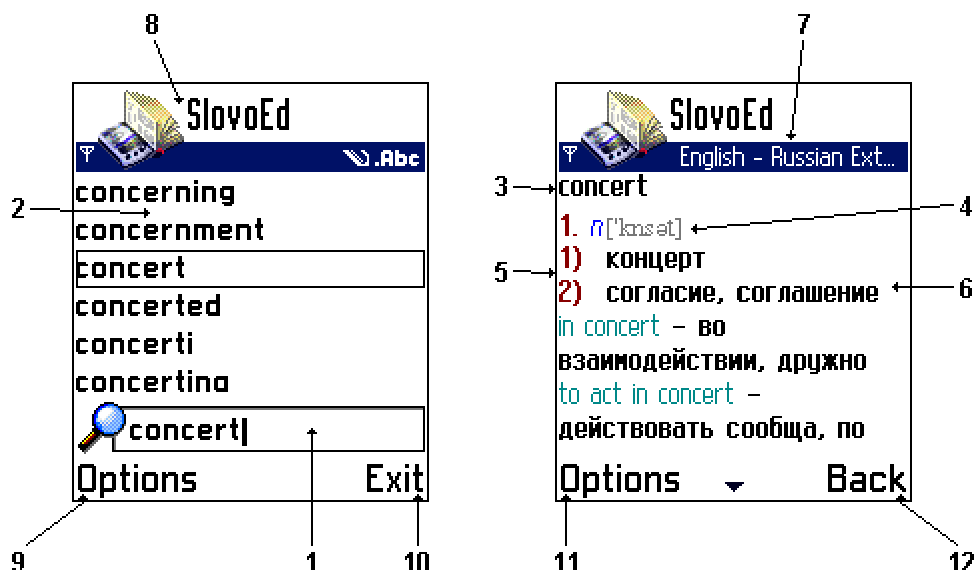 8
7
SlovoEd
.Abc
concerning
2
concernment
concert
concerted
concerti
concertina
concert
Options Exit
9 1 10
SlovoEd
English - Russian Ext...
3 concert
1. n ['knsət] 4
5 1) концерт
2) согласие, соглашение 6
in concert – во
взаимодействии, дружно
to act in concert –
действовать сообща, по
Options Back
11 12